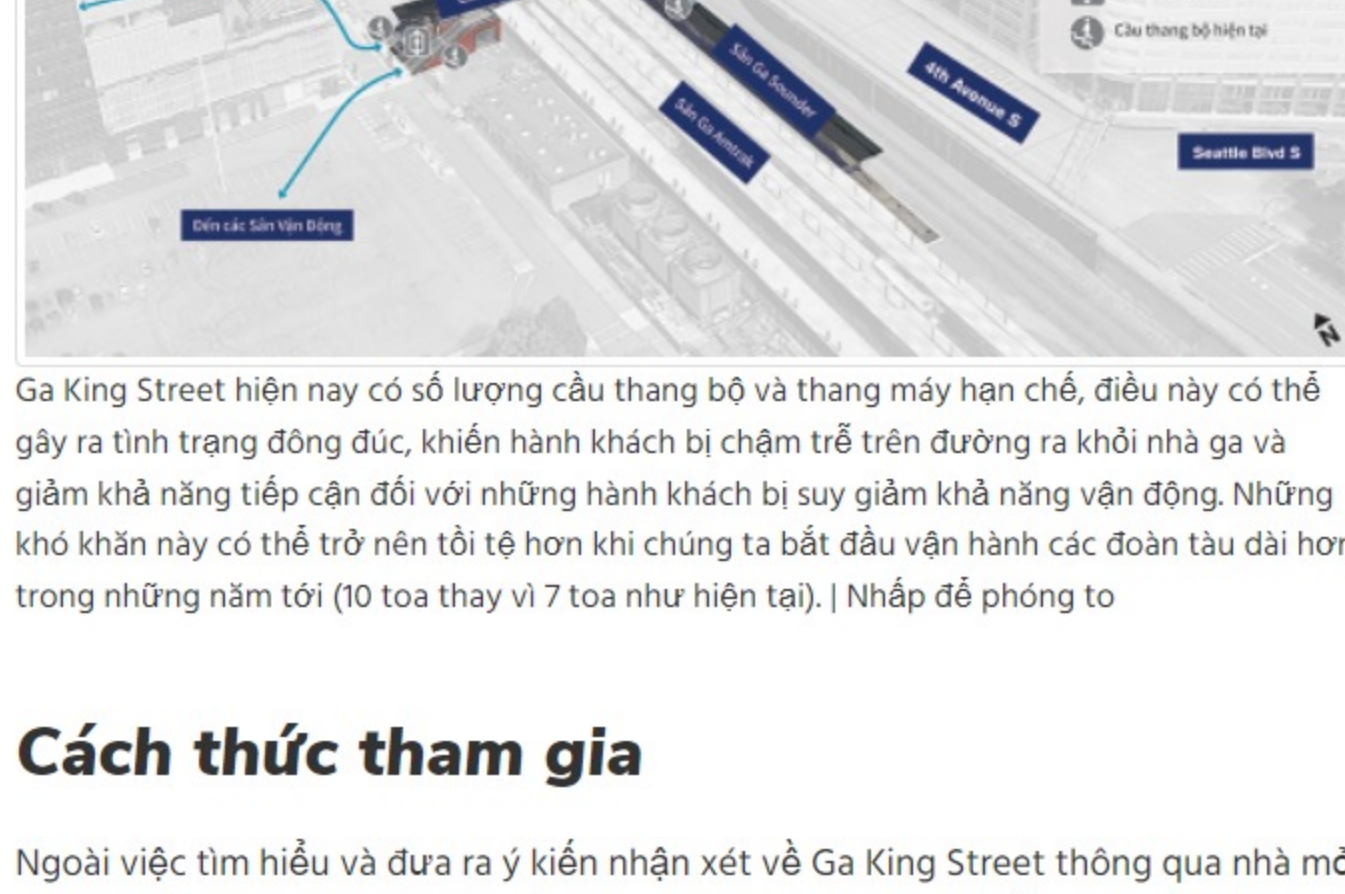 Cầu thang bộ hiện tại
Sân Ga Sounder
4th Avenue S
Sân Ga Amtrak
Seattle Blvd S
Đến các Sân Vận Động
N
Ga King Street hiện nay có số lượng cầu thang bộ và thang máy hạn chế, điều này có thể
gây ra tình trạng đông đúc, khiến hành khách bị chậm trễ trên đường ra khỏi nhà ga và
giảm khả năng tiếp cận đối với những hành khách bị suy giảm khả năng vận động. Những
khó khăn này có thể trở nên tồi tệ hơn khi chúng ta bắt đầu vận hành các đoàn tàu dài hơn
trong những năm tới (10 toa thay vì 7 toa như hiện tại). | Nhấp để phóng to
Cách thức tham gia
Ngoài việc tìm hiểu và đưa ra ý kiến nhận xét về Ga King Street thông qua nhà mở